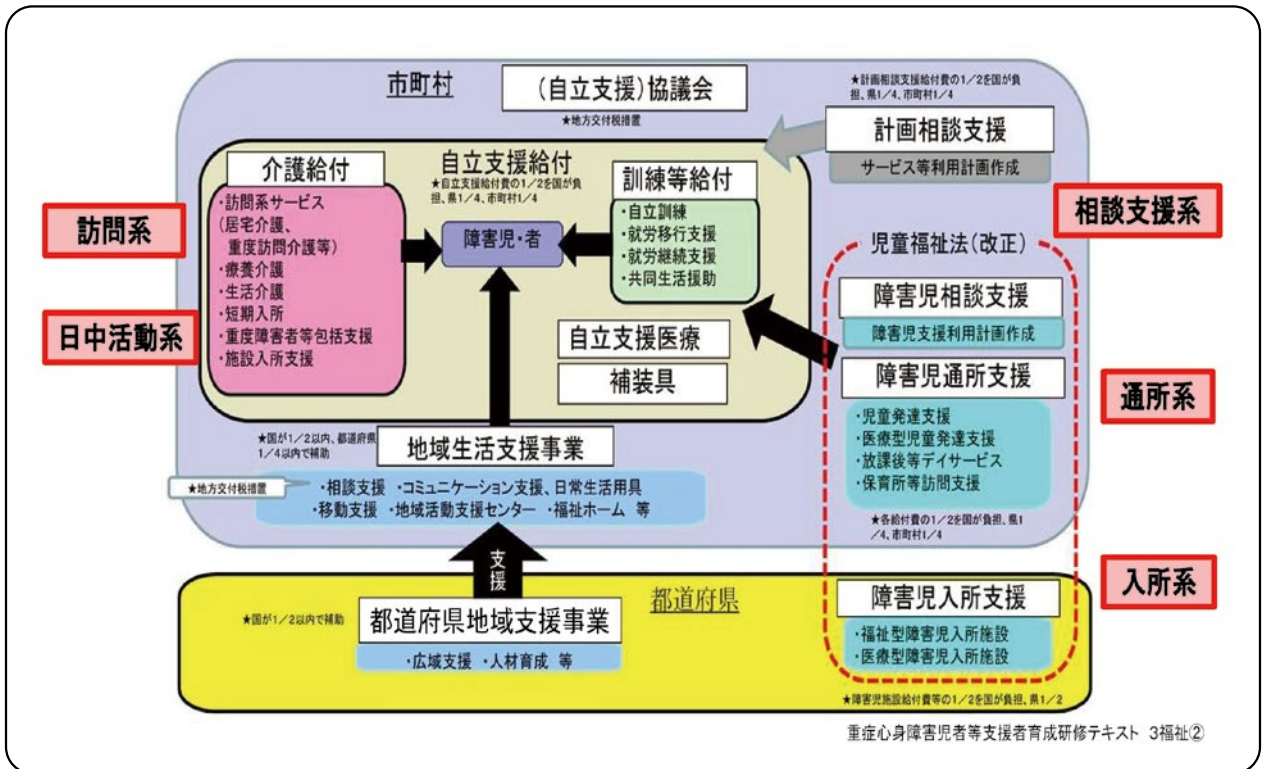 市町村
(自立支援)協議会
★地方交付税措置
★計画相談支援給付費の1/2を国が負
担、県1/4、市町村1/4
計画相談支援
サービス等利用計画作成
介護給付
・訪問系サービス
(居宅介護、
重度訪問介護等)
・療養介護
・生活介護
・短期入所
・重度障害者等包括支援
・施設入所支援
自立支援給付
★自立支援給付費の1/2を国が負
担、県1/4、市町村1/4
障害児・者
訓練等給付
・自立訓練
・就労移行支援
・就労継続支援
・共同生活援助
自立支援医療
補装具
訪問系
日中活動系
相談支援系
児童福祉法(改正)
障害児相談支援
障害児支援利用計画作成
障害児通所支援
・児童発達支援
・医療型児童発達支援
・放課後等デイサービス
・保育所等訪問支援
★各給付費の1/2を国が負担、県1
/4、市町村1/4
通所系
★国が1/2以内、都道府県
1/4以内で補助
地域生活支援事業
★地方交付税措置
・相談支援 ・コミュニケーション支援、日常生活用具
・移動支援 ・地域活動支援センター ・福祉ホーム 等
支援
都道府県
★国が1/2以内で補助
都道府県地域支援事業
・広域支援 ・人材育成 等
障害児入所支援
・福祉型障害児入所施設
・医療型障害児入所施設
★障害児施設給付費等の1/2を国が負担、県1/2
入所系
重症心身障害児者等支援者育成研修テキスト 3福祉②